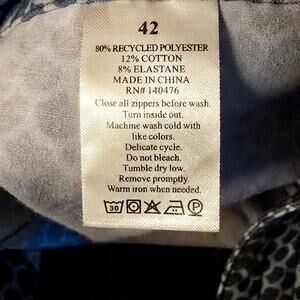 42
80% RECYCLED POLYESTER
12% COTTON
8% ELASTANE
MADE IN CHINA
RN# 140476
Close all zippers before wash.
Turn inside out.
Machine wash cold with
like colors.
Delicate cycle.
Do not bleach.
Tumble dry low.
Remove promptly.
Warm iron when needed.
30 P